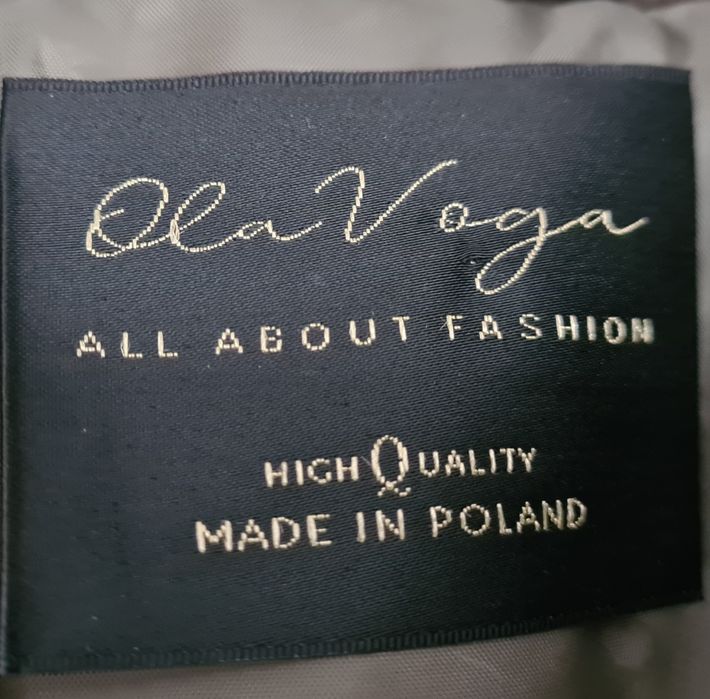 Ola Voga
ALL ABOUT FASHION
HIGH QUALITY
MADE IN POLAND